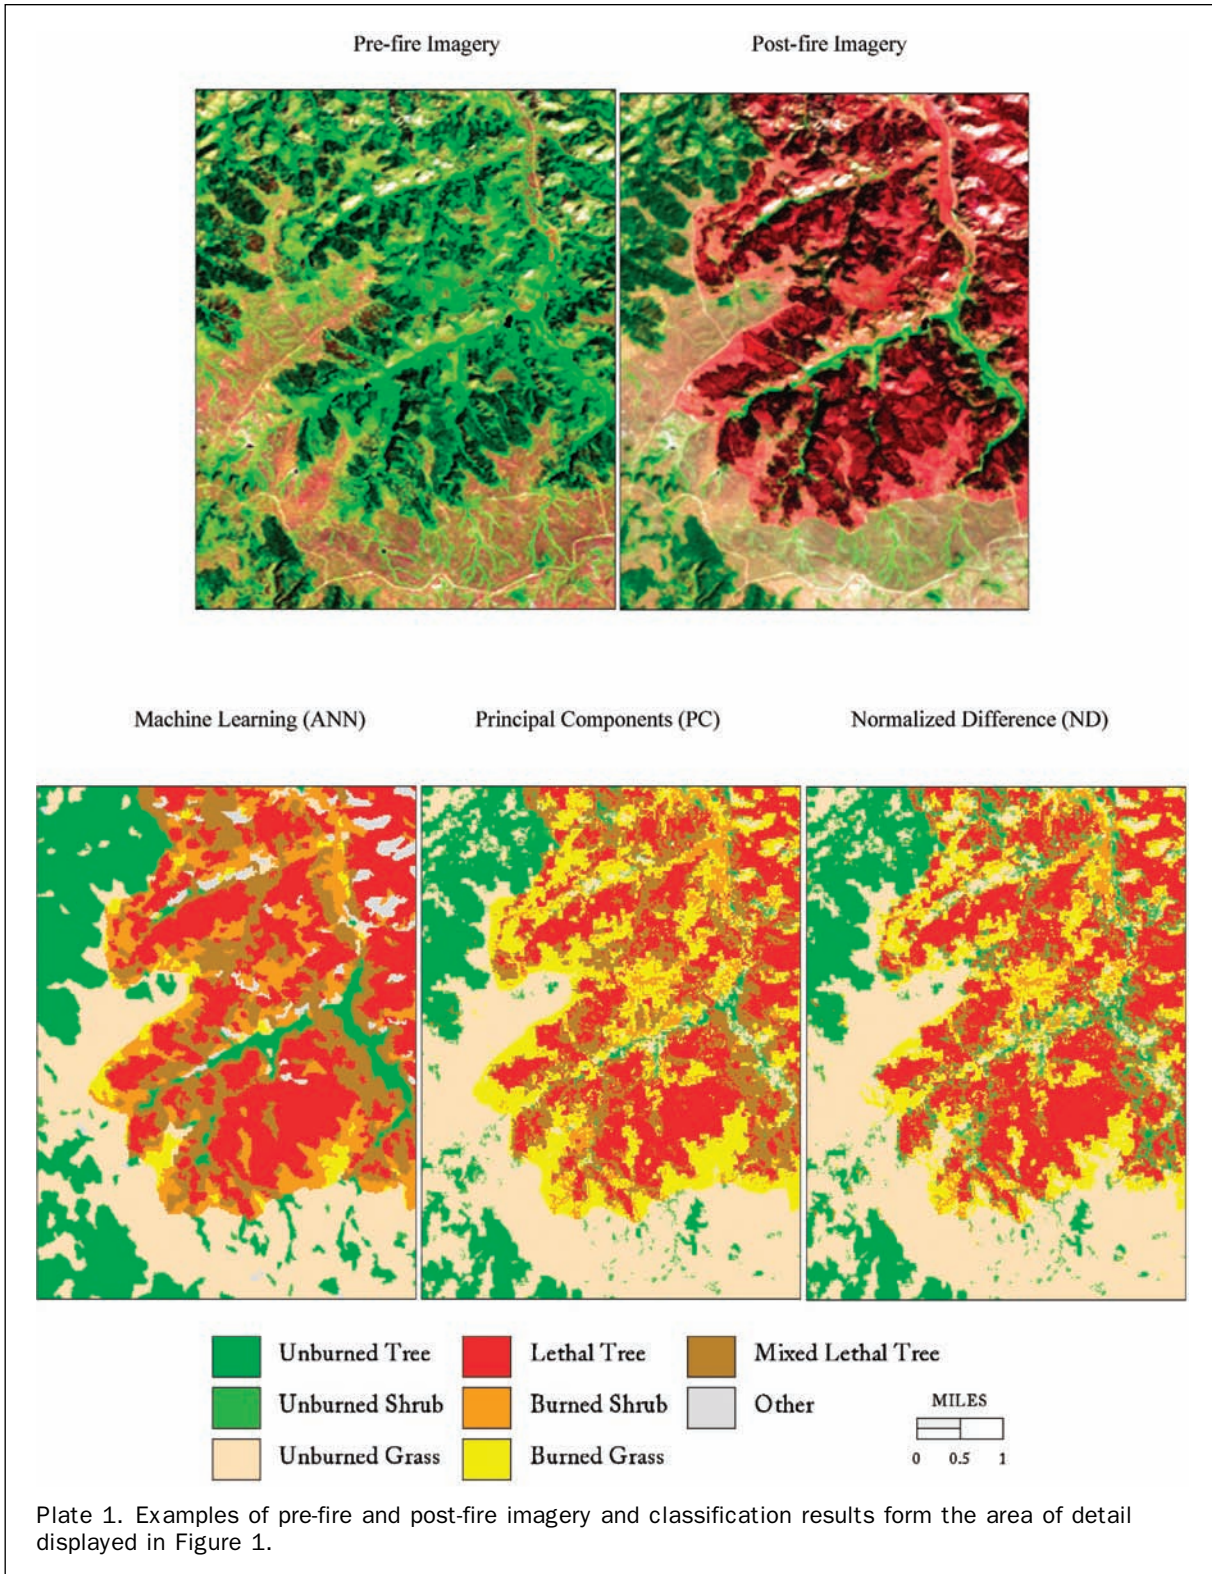 Pre-fire Imagery
Post-fire Imagery
Machine Learning (ANN)
Principal Components (PC)
Normalized Difference (ND)
Unburned Tree
Lethal Tree
Mixed Lethal Tree
Unburned Shrub
Burned Shrub
Other
MILES
Unburned Grass
Burned Grass
0 0.5 1
Plate 1. Examples of pre-fire and post-fire imagery and classification results form the area of detail
displayed in Figure 1.